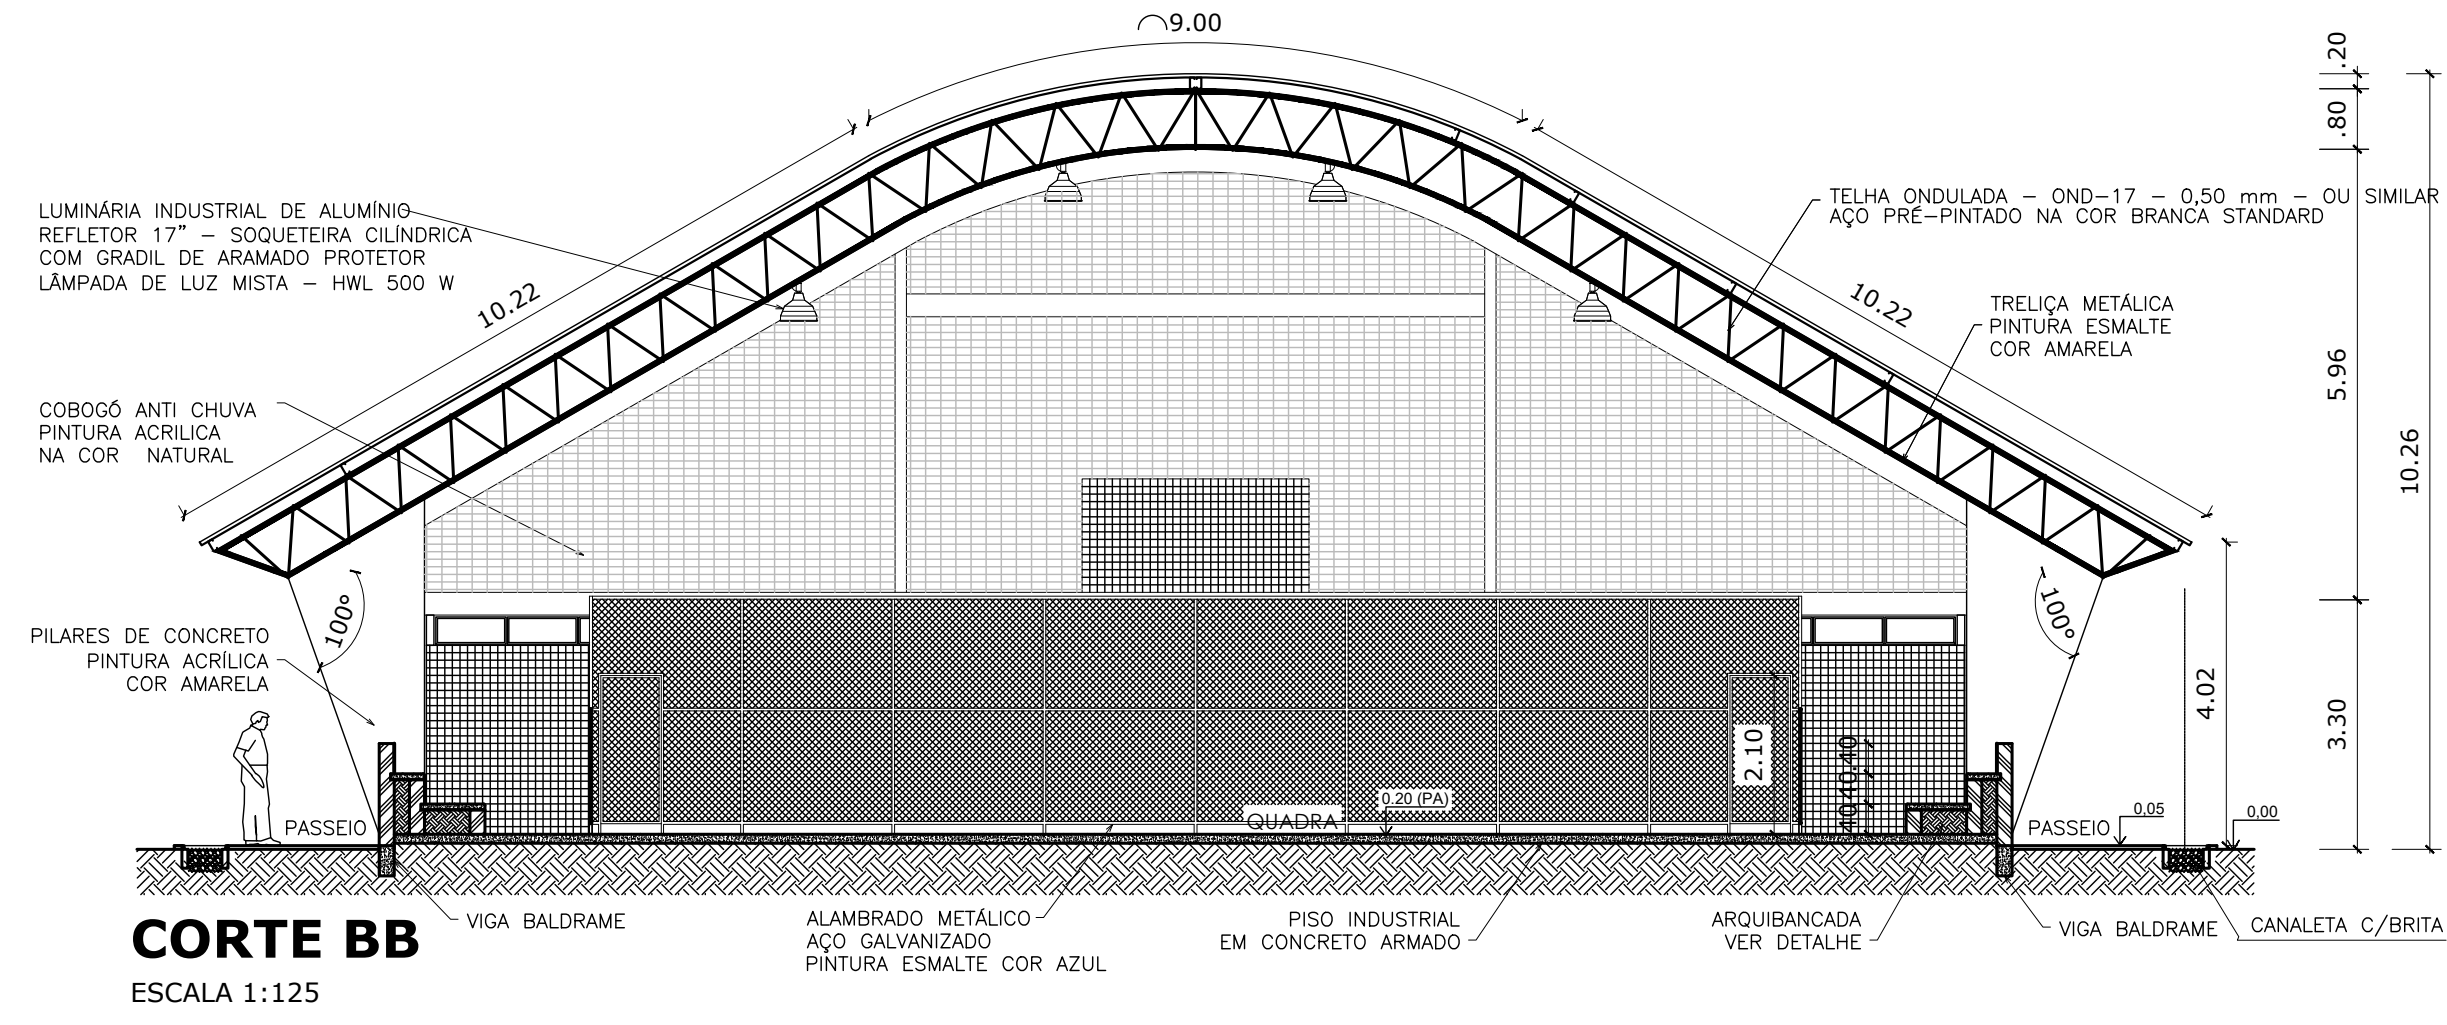 9.00
.20
.80
LUMINÁRIA INDUSTRIAL DE ALUMÍNIO
REFLETOR 17" – SOQUETEIRA CILÍNDRICA
COM GRADIL DE ARAMADO PROTETOR
LÂMPADA DE LUZ MISTA – HWL 500 W
10.22
TELHA ONDULADA – OND–17 – 0,50 mm – OU SIMILAR
AÇO PRÉ–PINTADO NA COR BRANCA STANDARD
10.22
TRELIÇA METÁLICA
PINTURA ESMALTE
COR AMARELA
5.96
10.26
COBOGÓ ANTI CHUVA
PINTURA ACRILICA
NA COR NATURAL
100°
100°
PILARES DE CONCRETO
PINTURA ACRÍLICA
COR AMARELA
4.02
3.30
2.10
.40
.40
.40
0.20 (PA)
QUADRA
PASSEIO
PASSEIO
0,05
0,00
VIGA BALDRAME
ALAMBRADO METÁLICO
AÇO GALVANIZADO
PINTURA ESMALTE COR AZUL
PISO INDUSTRIAL
EM CONCRETO ARMADO
ARQUIBANCADA
VER DETALHE
VIGA BALDRAME
CANALETA C/BRITA
CORTE BB
ESCALA 1:125